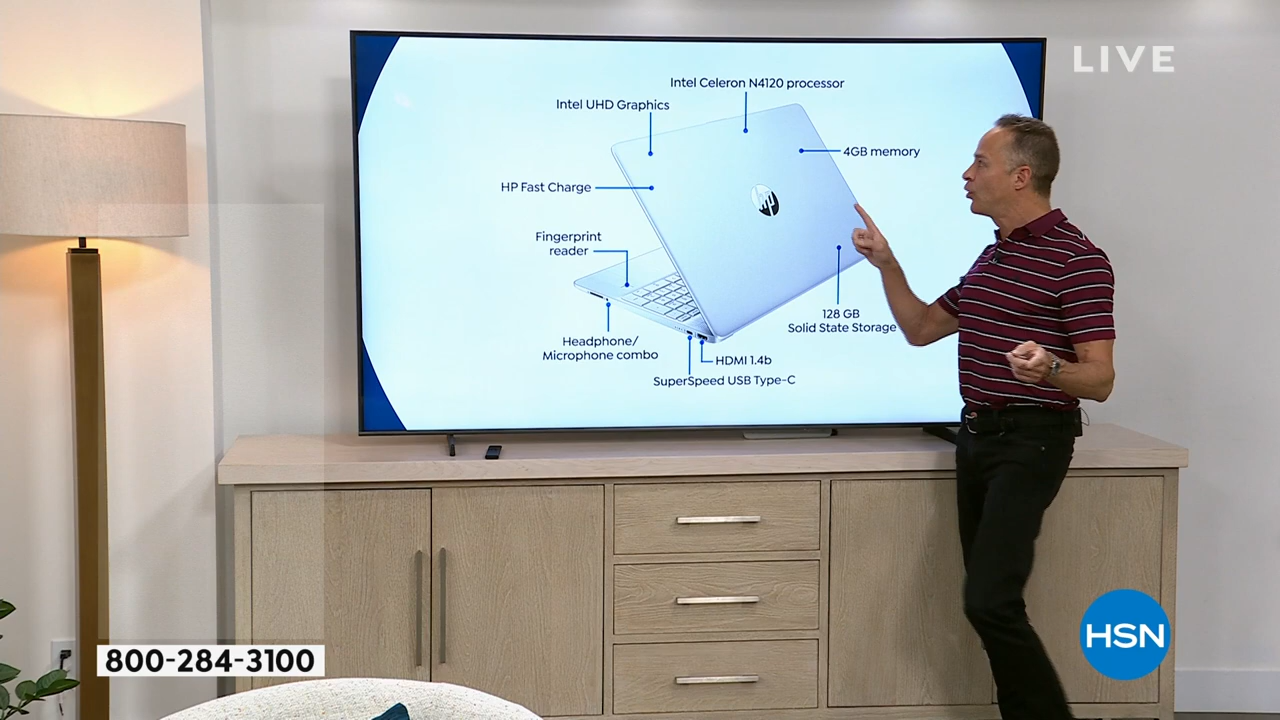 LIVE
Intel Celeron N4120 processor
Intel UHD Graphics
4GB memory
HP Fast Charge
hp
Fingerprint
reader
128 GB
Solid State Storage
Headphone/
Microphone combo
HDMI 1.4b
SuperSpeed USB Type-C
HSN
800-284-3100